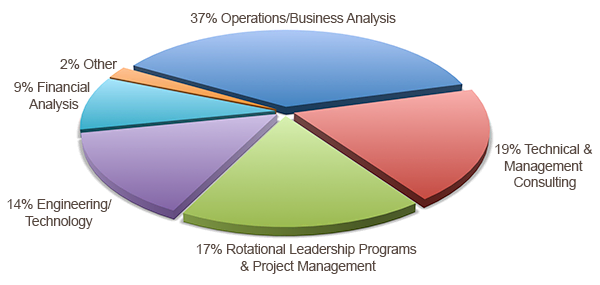 37% Operations/Business Analysis
2% Other
9% Financial
Analysis
19% Technical &
Management
Consulting
14% Engineering/
Technology
17% Rotational Leadership Programs
& Project Management